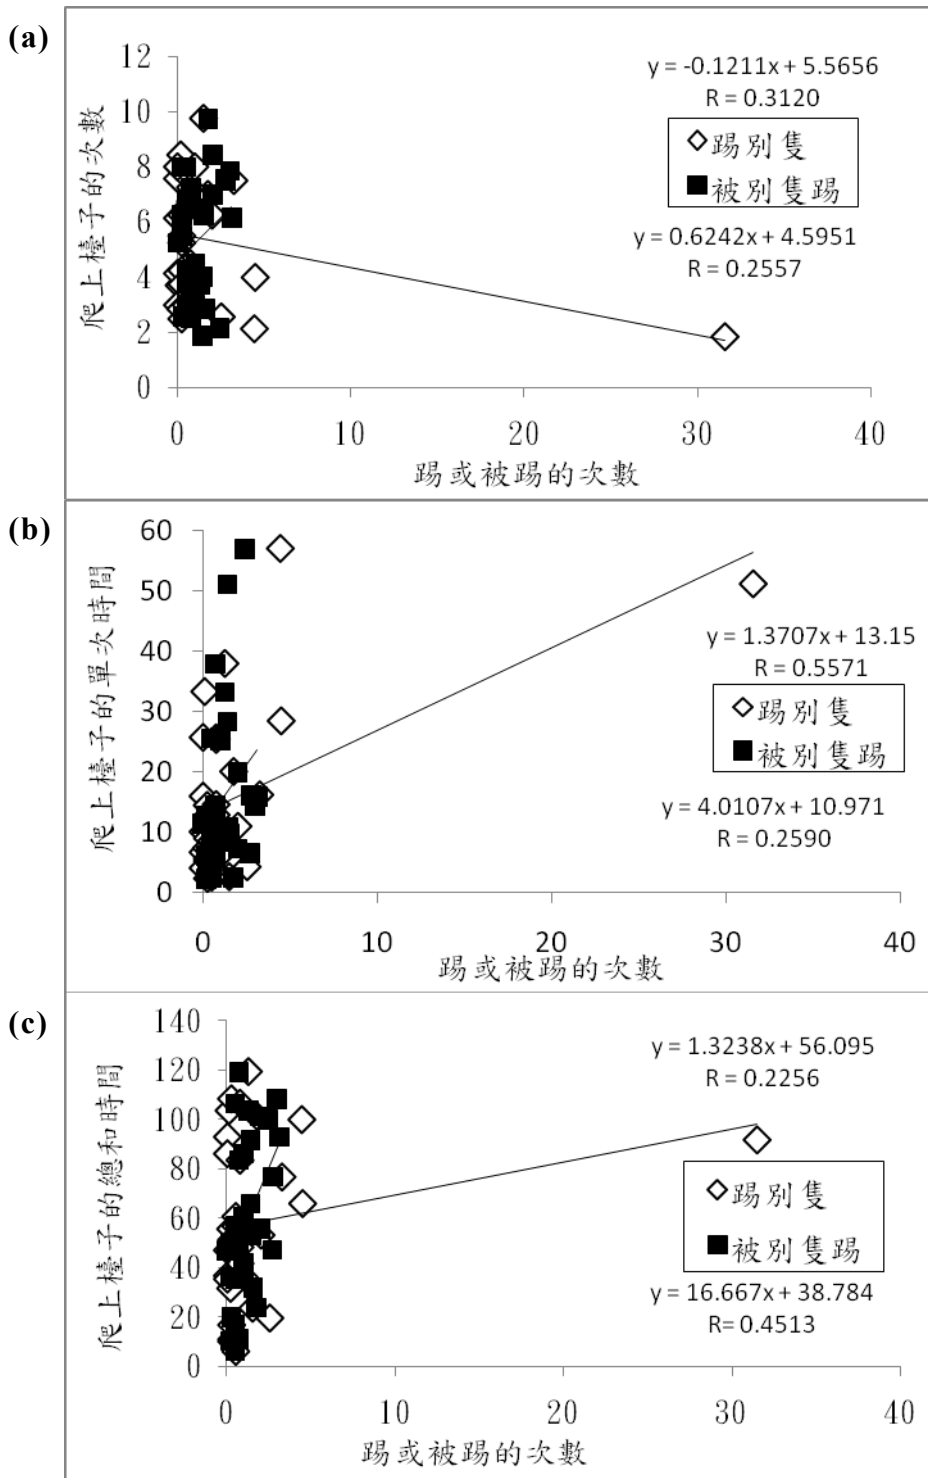 (a)
爬上檯子的次數
12
10
8
6
4
2
0
0 10 20 30 40
踢或被踢的次數
y = -0.1211x + 5.5656
R = 0.3120
踢別隻
被別隻踢
y = 0.6242x + 4.5951
R = 0.2557
(b)
爬上檯子的單次時間
60
50
40
30
20
10
0
0 10 20 30 40
踢或被踢的次數
y = 1.3707x + 13.15
R = 0.5571
踢別隻
被別隻踢
y = 4.0107x + 10.971
R = 0.2590
(c)
爬上檯子的總和時間
140
120
100
80
60
40
20
0
0 10 20 30 40
踢或被踢的次數
y = 1.3238x + 56.095
R = 0.2256
踢別隻
被別隻踢
y = 16.667x + 38.784
R= 0.4513